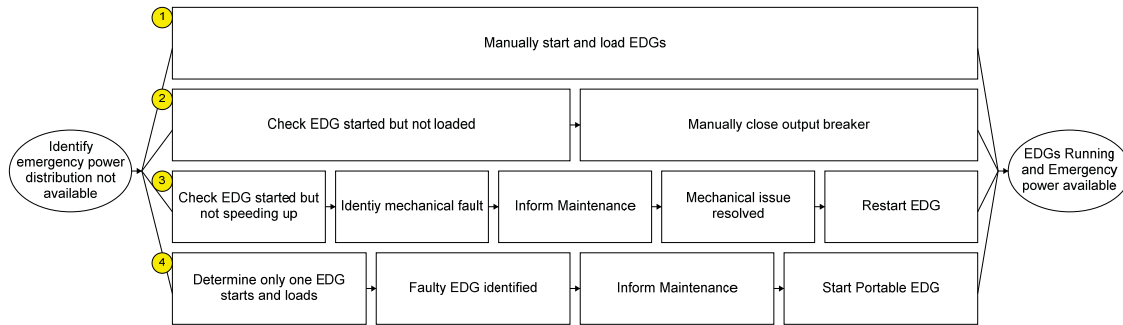 Identify
emergency power
distribution not
available
1
Manually start and load EDGs
2
Check EDG started but not loaded
Manually close output breaker
3
Check EDG started but
not speeding up
Identiy mechanical fault
Inform Maintenance
Mechanical issue
resolved
Restart EDG
4
Determine only one EDG
starts and loads
Faulty EDG identified
Inform Maintenance
Start Portable EDG
EDGs Running
and Emergency
power available